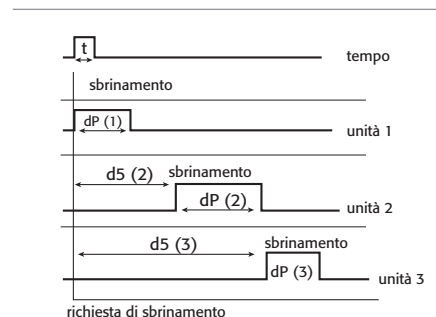 t
tempo
sbrinamento
dP (1)
unità 1
d5 (2) sbrinamento
dP (2)
unità 2
d5 (3) sbrinamento
dP (3)
unità 3
richiesta di sbrinamento